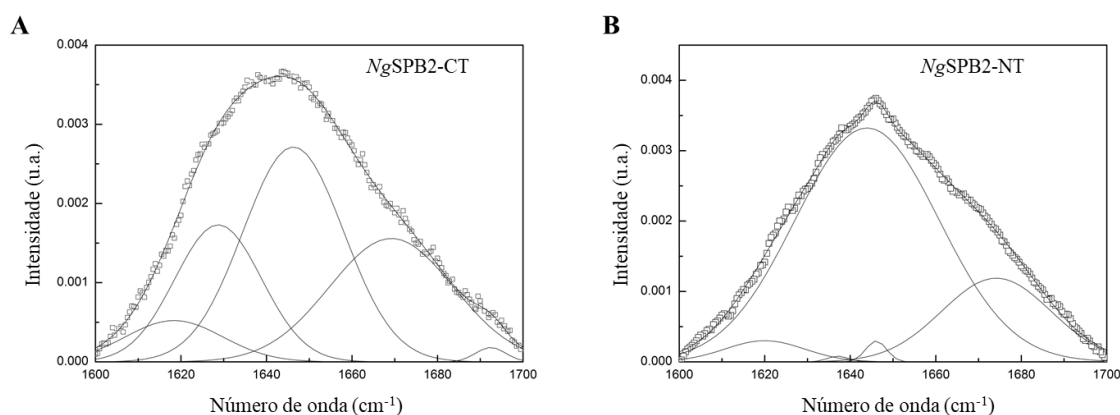 A
NgSPB2-CT
Intensidade (u.a.)
0.004
0.003
0.002
0.001
0.000
1600 1620 1640 1660 1680 1700
Número de onda (cm-1)
B
NgSPB2-NT
Intensidade (u.a.)
0.004
0.003
0.002
0.001
0.000
1600 1620 1640 1660 1680 1700
Número de onda (cm-1)